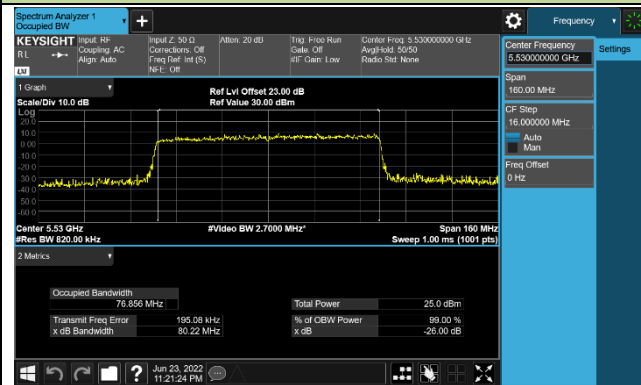 Spectrum Analyzer 1
Occupied BW
Frequency
KEYSIGHT
RL
LXI
Input: RF
Coupling: AC
Align: Auto
Input Z: 50 Ω
Corrections: Off
Freq Ref: Int (S)
NFE: Off
Atten: 20 dB
Trig: Free Run
Gate: Off
#IF Gain: Low
Center Freq: 5.530000000 GHz
Avg|Hold: 50/50
Radio Std: None
Center Frequency
5.530000000 GHz
Settings
Span
160.00 MHz
CF Step
16.000000 MHz
Auto
Man
Freq Offset
0 Hz
1 Graph
Scale/Div 10.0 dB
Ref Lvl Offset 23.00 dB
Ref Value 30.00 dBm
Log
20.0
10.0
0.00
-10.0
-20.0
-30.0
-40.0
-50.0
-60.0
Center 5.53 GHz
#Video BW 2.7000 MHz*
Span 160 MHz
#Res BW 820.00 kHz
Sweep 1.00 ms (1001 pts)
2 Metrics
Occupied Bandwidth
76.856 MHz
Total Power
25.0 dBm
Transmit Freq Error
195.08 kHz
% of OBW Power
99.00 %
x dB Bandwidth
80.22 MHz
x dB
-26.00 dB
Jun 23, 2022
11:21:24 PM